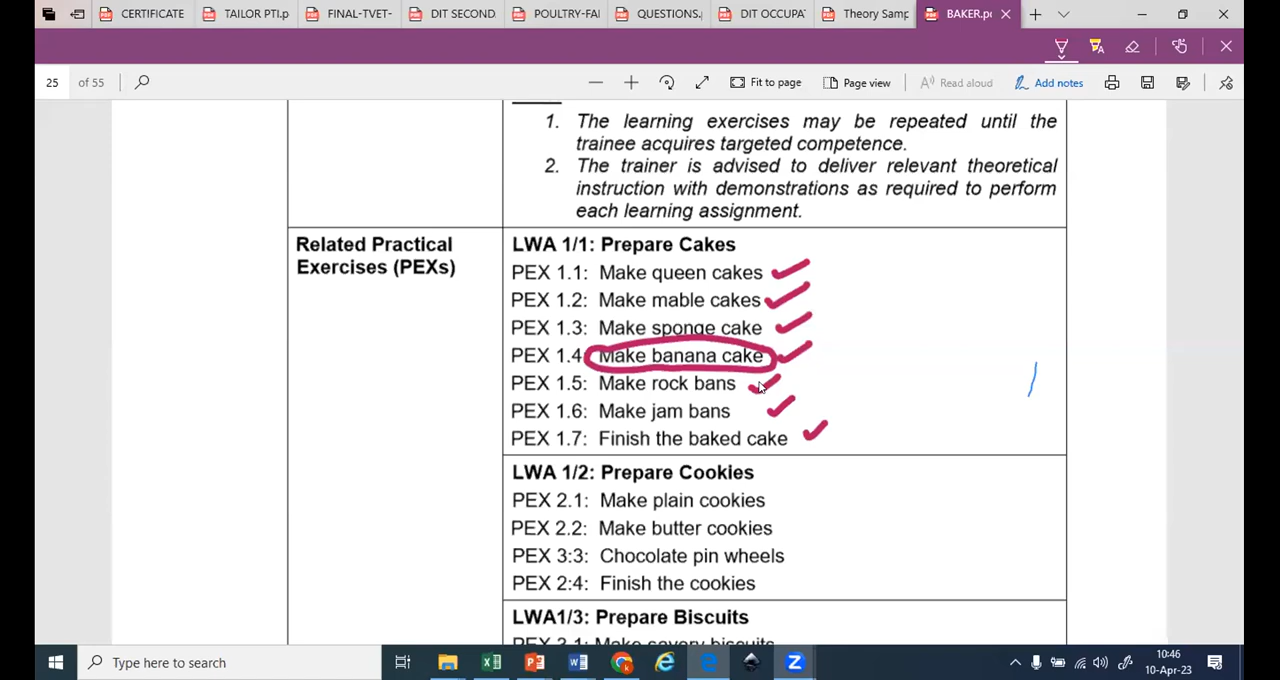 CERTIFICATE
TAILOR PTI.p
FINAL-TVET-
DIT SECOND.
POULTRY-FAI
QUESTIONS.
DIT OCCUPA
Theory Samp
BAKER.p
25 of 55
Fit to page
Page view
Read aloud
Add notes
1. The learning exercises may be repeated until the
trainee acquires targeted competence.
2. The trainer is advised to deliver relevant theoretical
instruction with demonstrations as required to perform
each learning assignment.
Related Practical
Exercises (PEXs)
LWA 1/1: Prepare Cakes
PEX 1.1: Make queen cakes
PEX 1.2: Make mable cakes
PEX 1.3: Make sponge cake
PEX 1.4: Make banana cake
PEX 1.5: Make rock bans
PEX 1.6: Make jam bans
PEX 1.7: Finish the baked cake
LWA 1/2: Prepare Cookies
PEX 2.1: Make plain cookies
PEX 2.2: Make butter cookies
PEX 3:3: Chocolate pin wheels
PEX 2:4: Finish the cookies
LWA1/3: Prepare Biscuits
PEX 3.1: Make savory biscuits
Type here to search
10:46
10-Apr-23